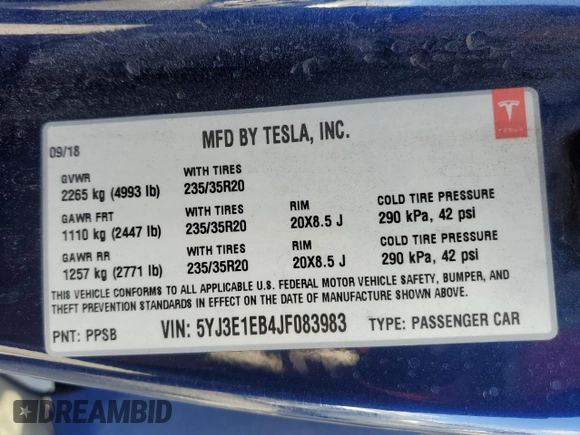 TESLA
MFD BY TESLA, INC.
09/18
GVWR WITH TIRES
2265 kg (4993 lb) 235/35R20
GAWR FRT WITH TIRES RIM COLD TIRE PRESSURE
1110 kg (2447 lb) 235/35R20 20X8.5 J 290 kPa, 42 psi
GAWR RR WITH TIRES RIM COLD TIRE PRESSURE
1257 kg (2771 lb) 235/35R20 20X8.5 J 290 kPa, 42 psi
THIS VEHICLE CONFORMS TO ALL APPLICABLE U.S. FEDERAL MOTOR VEHICLE SAFETY, BUMPER, AND
THEFT PREVENTION STANDARDS IN EFFECT ON THE DATE OF MANUFACTURE SHOWN ABOVE.
PNT: PPSB VIN: 5YJ3E1EB4JF083983 TYPE: PASSENGER CAR
DREAMBID